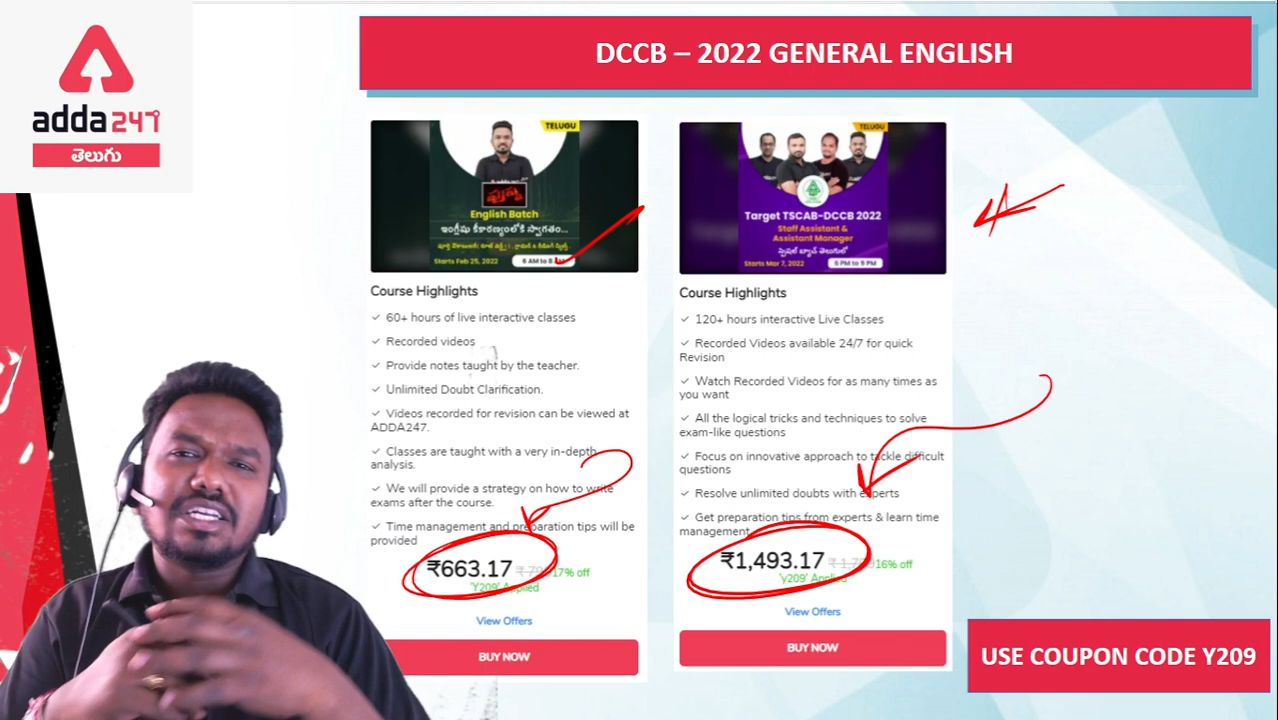 adda247
తెలుగు
DCCB – 2022 GENERAL ENGLISH
TELUGU
పుష్ప
English Batch
ఇంగ్లీషు కీకారణ్యంలోకి స్వాగతం...
Starts Feb 25, 2022
6 AM to 8
Course Highlights
✓ 60+ hours of live interactive classes
✓ Recorded videos
✓ Provide notes taught by the teacher.
✓ Unlimited Doubt Clarification.
✓ Videos recorded for revision can be viewed at
ADDA247.
✓ Classes are taught with a very in-depth
analysis.
✓ We will provide a strategy on how to write
exams after the course.
✓ Time management and preparation tips will be
provided
₹663.17 17% off
'Y209' Applied
View Offers
BUY NOW
TELUGU
Target TSCAB-DCCB 2022
Staff Assistant &
Assistant Manager
స్పెషల్ బ్యాచ్ తెలుగులో
Starts Mar 7, 2022
6 PM to 9 PM
Course Highlights
✓ 120+ hours interactive Live Classes
✓ Recorded Videos available 24/7 for quick
Revision
✓ Watch Recorded Videos for as many times as
you want
✓ All the logical tricks and techniques to solve
exam-like questions
✓ Focus on innovative approach to tackle difficult
questions
✓ Resolve unlimited doubts with experts
✓ Get preparation tips from experts & learn time
management
₹1,493.17 16% off
'y209' Applied
View Offers
BUY NOW
USE COUPON CODE Y209